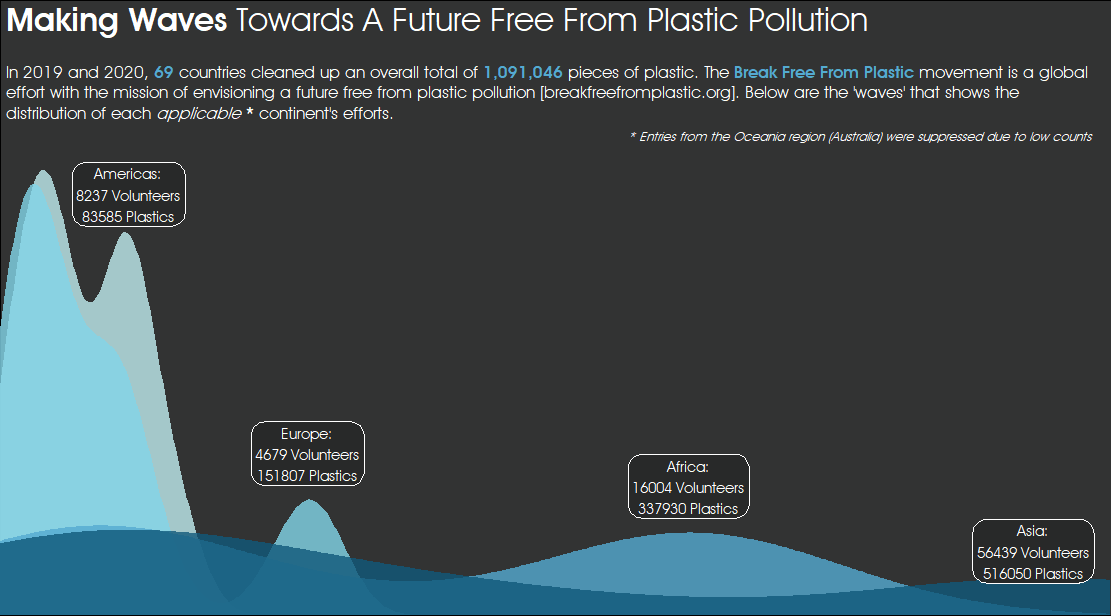 Making Waves Towards A Future Free From Plastic Pollution
In 2019 and 2020, 69 countries cleaned up an overall total of 1,091,046 pieces of plastic. The Break Free From Plastic movement is a global
effort with the mission of envisioning a future free from plastic pollution [breakfreefromplastic.org]. Below are the 'waves' that shows the
distribution of each applicable * continent's efforts.
* Entries from the Oceania region (Australia) were suppressed due to low counts
Americas:
8237 Volunteers
83585 Plastics
Europe:
4679 Volunteers
151807 Plastics
Africa:
16004 Volunteers
337930 Plastics
Asia:
56439 Volunteers
516050 Plastics